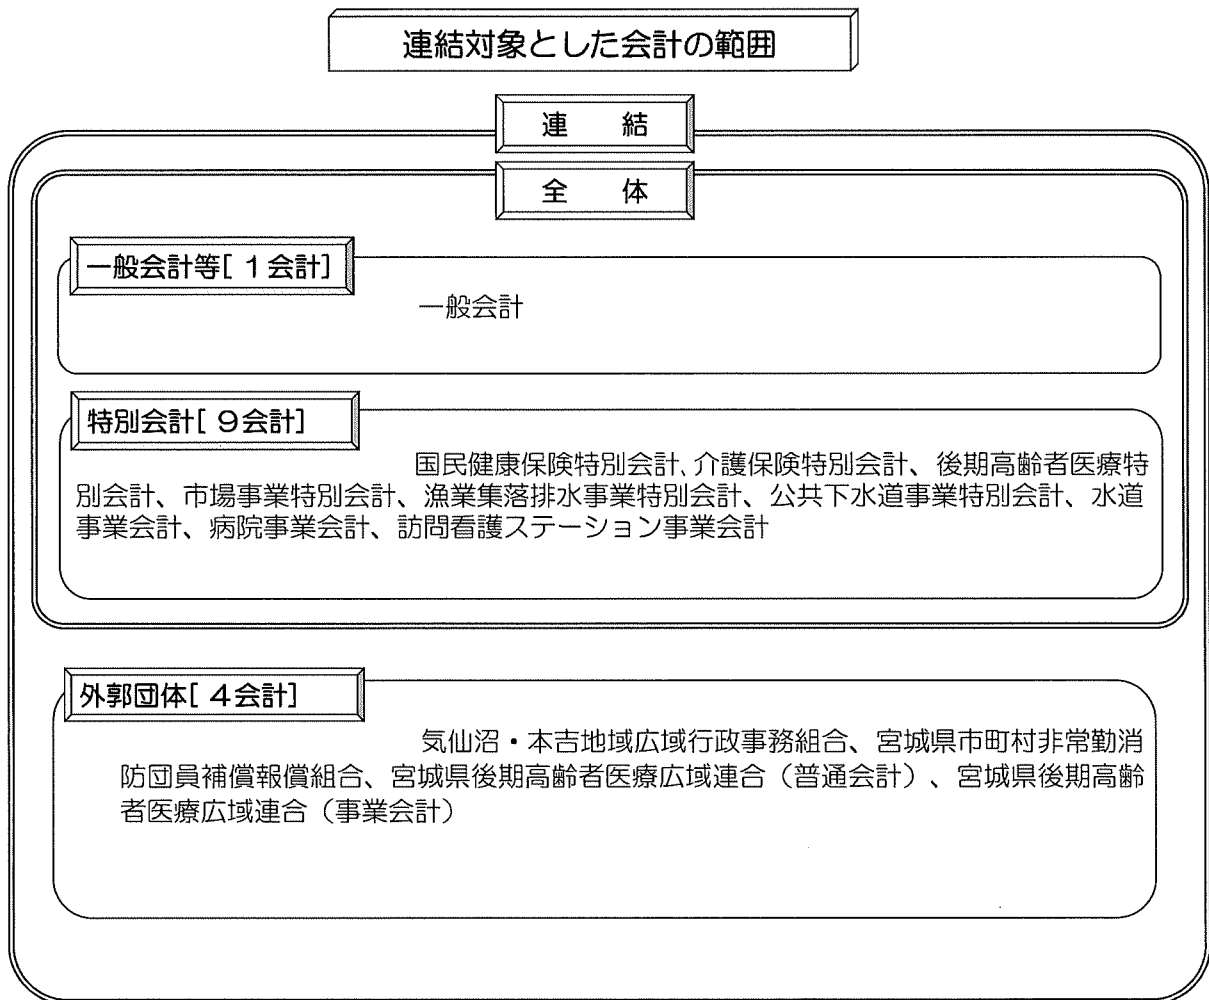 連結対象とした会計の範囲
連　結
全　体
一般会計等[ 1会計]
一般会計
特別会計[ 9会計]
国民健康保険特別会計、介護保険特別会計、後期高齢者医療特
別会計、市場事業特別会計、漁業集落排水事業特別会計、公共下水道事業特別会計、水道
事業会計、病院事業会計、訪問看護ステーション事業会計
外郭団体[ 4会計]
気仙沼・本吉地域広域行政事務組合、宮城県市町村非常勤消
防団員補償報償組合、宮城県後期高齢者医療広域連合（普通会計）、宮城県後期高齢
者医療広域連合（事業会計）